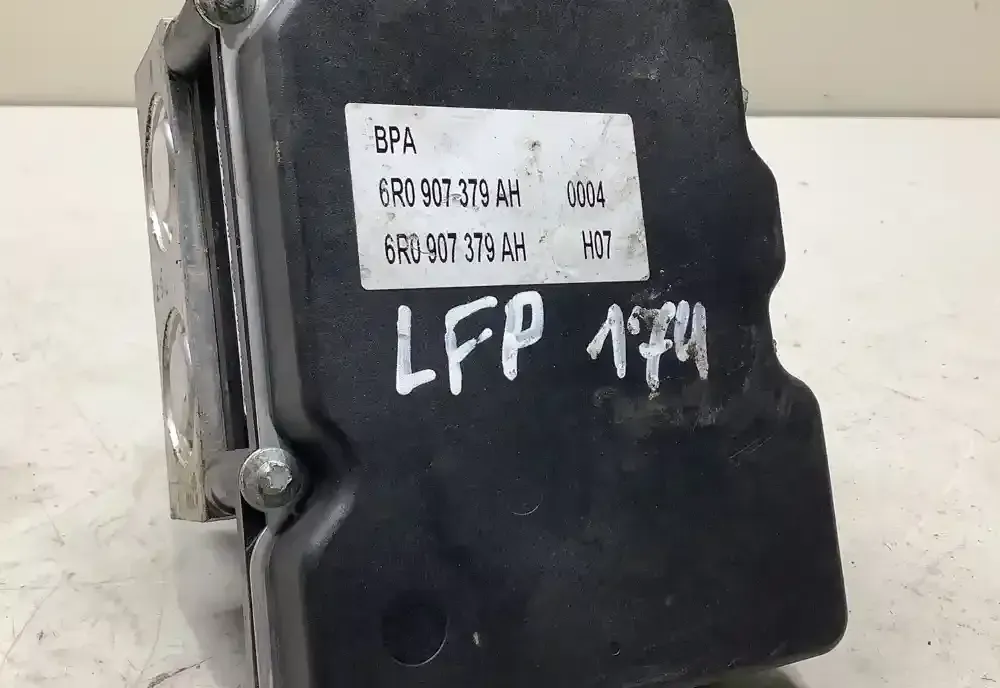 BPA
6R0 907 379 AH 0004
6R0 907 379 AH H07
LFP 174